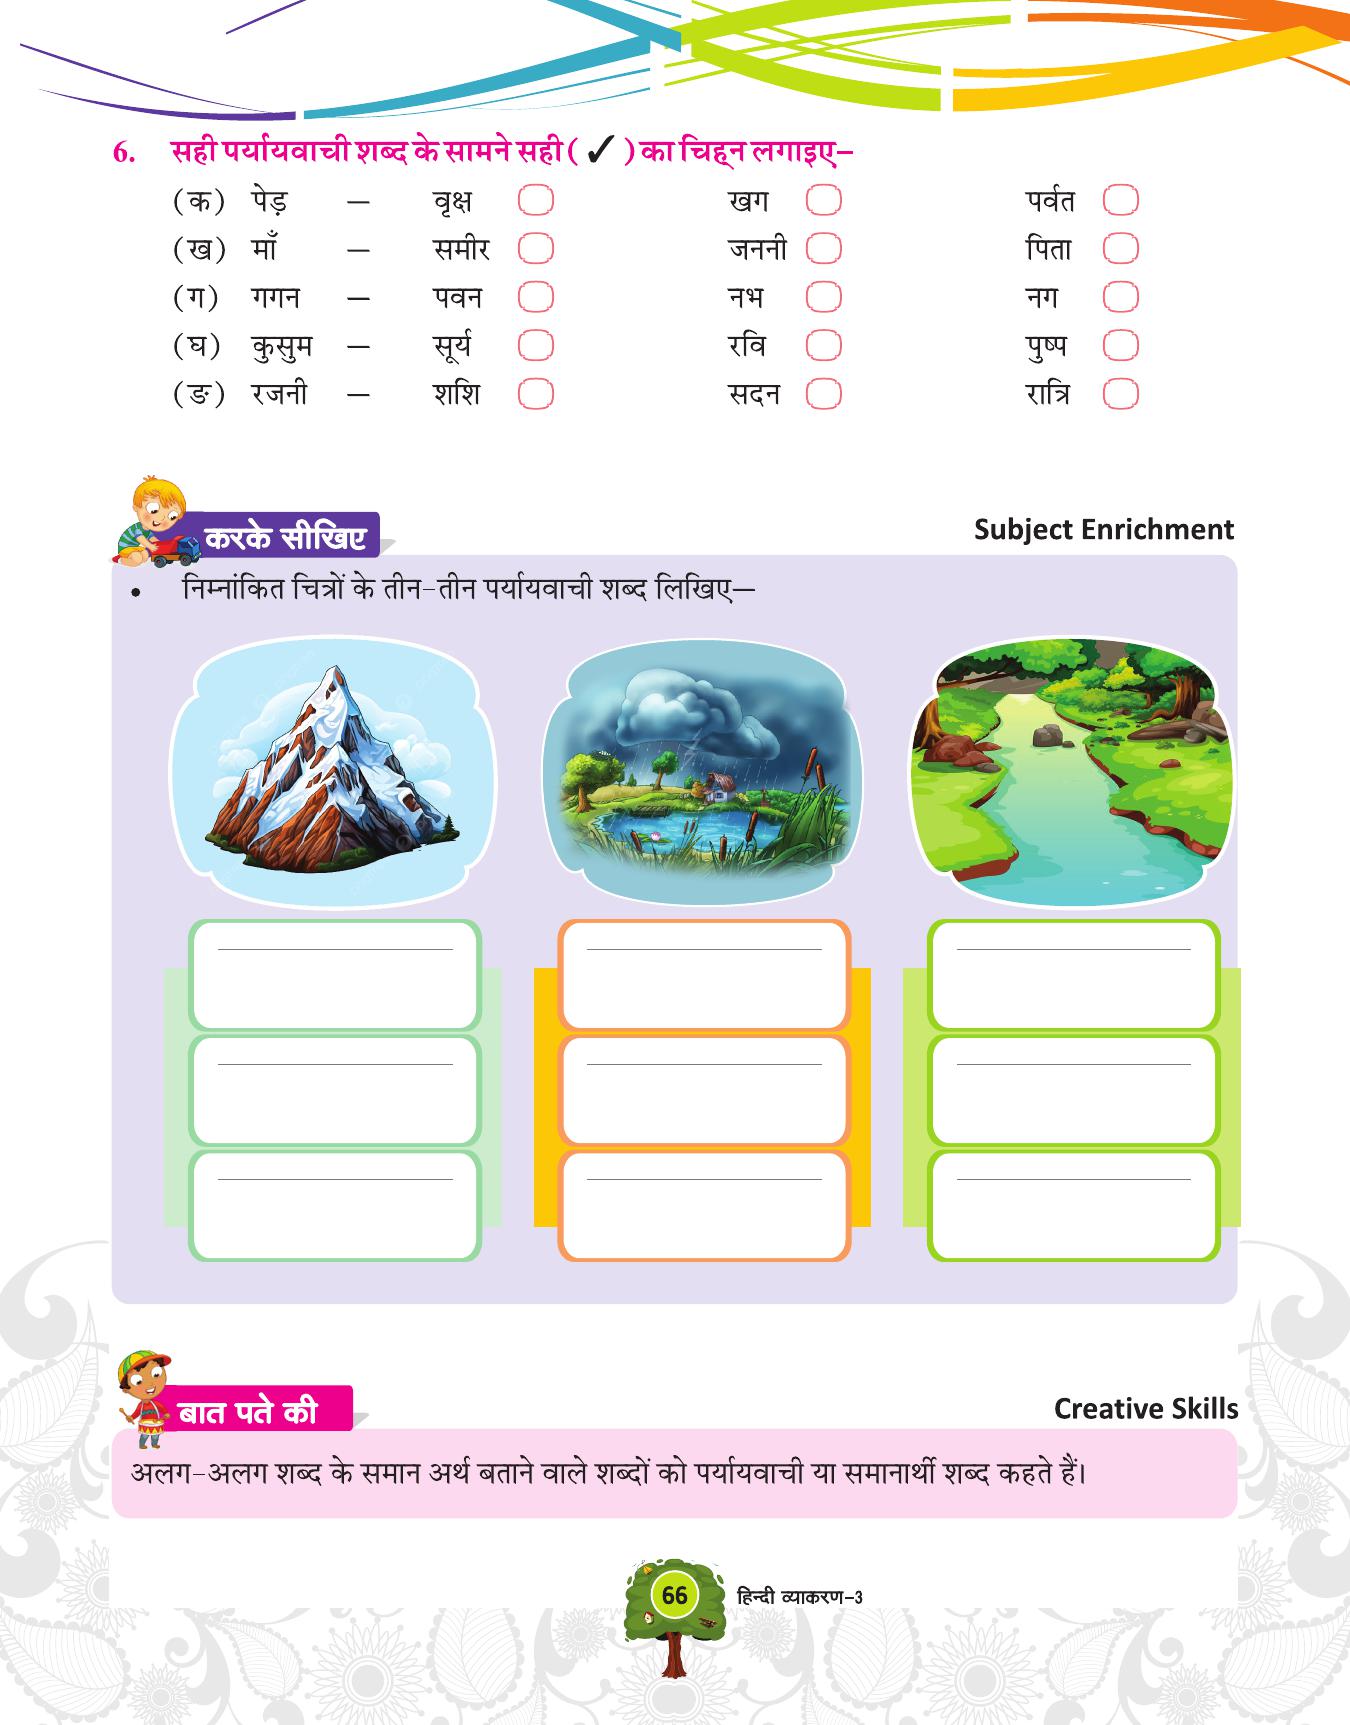 6. सही पर्यायवाची शब्द के सामने सही ( ✓ ) का चिह्न लगाइए–
(क) पेड़ – वृक्ष खग पर्वत
(ख) माँ – समीर जननी पिता
(ग) गगन – पवन नभ नग
(घ) कुसुम – सूर्य रवि पुष्प
(ङ) रजनी – शशि सदन रात्रि
करके सीखिए Subject Enrichment
• निम्नांकित चित्रों के तीन-तीन पर्यायवाची शब्द लिखिए—
बात पते की Creative Skills
अलग-अलग शब्द के समान अर्थ बताने वाले शब्दों को पर्यायवाची या समानार्थी शब्द कहते हैं।
66 हिन्दी व्याकरण-3